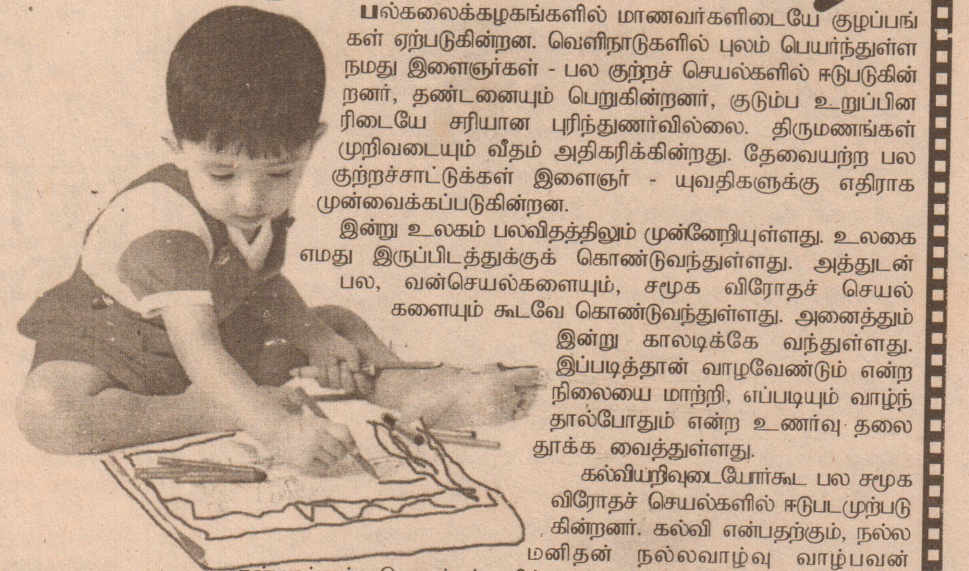 பல்கலைக்கழகங்களில் மாணவர்களிடையே குழப்பங்
கள் ஏற்படுகின்றன. வெளிநாடுகளில் புலம் பெயர்ந்துள்ள
நமது இளைஞர்கள் - பல குற்றச் செயல்களில் ஈடுபடுகின்
றனர், தண்டனையும் பெறுகின்றனர், குடும்ப உறுப்பின
ரிடையே சரியான புரிந்துணர்வில்லை. திருமணங்கள்
முறிவடையும் வீதம் அதிகரிக்கின்றது. தேவையற்ற பல
குற்றச்சாட்டுக்கள் இளைஞர் - யுவதிகளுக்கு எதிராக
முன்வைக்கப்படுகின்றன.
இன்று உலகம் பலவிதத்திலும் முன்னேறியுள்ளது. உலகை
எமது இருப்பிடத்துக்குக் கொண்டுவந்துள்ளது. அத்துடன்
பல, வன்செயல்களையும், சமூக விரோதச் செயல்
களையும் கூடவே கொண்டுவந்துள்ளது. அனைத்தும்
இன்று காலடிக்கே வந்துள்ளது.
இப்படித்தான் வாழவேண்டும் என்ற
நிலையை மாற்றி, எப்படியும் வாழ்ந்
தால்போதும் என்ற உணர்வு தலை
தூக்க வைத்துள்ளது.
கல்வியறிவுடையோர்கூட பல சமூக
விரோதச் செயல்களில் ஈடுபடமுற்படு
கின்றனர். கல்வி என்பதற்கும், நல்ல
மனிதன் நல்லவாழ்வு வாழ்பவன்